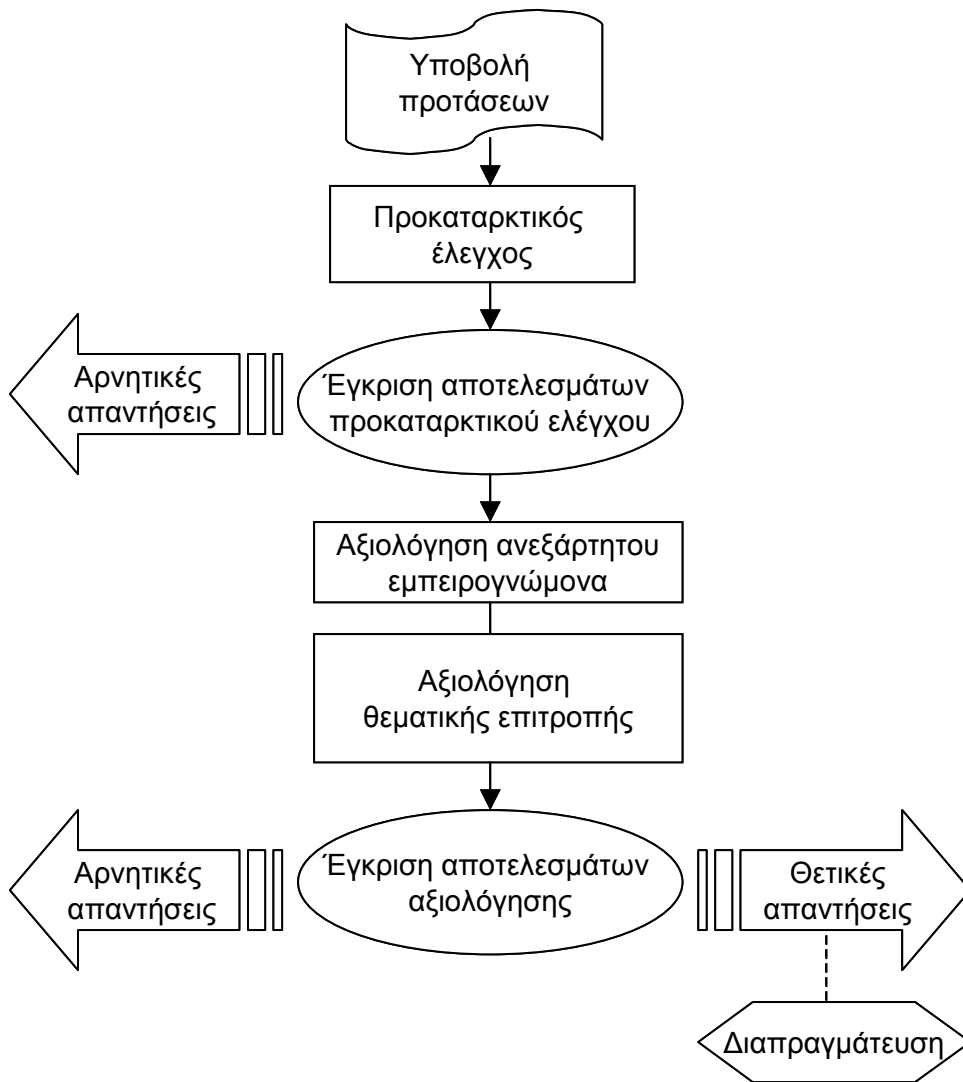 Υποβολή
προτάσεων
Προκαταρκτικός
έλεγχος
Αρνητικές
απαντήσεις
Έγκριση αποτελεσμάτων
προκαταρκτικού ελέγχου
Αξιολόγηση ανεξάρτητου
εμπειρογνώμονα
Αξιολόγηση
θεματικής επιτροπής
Αρνητικές
απαντήσεις
Έγκριση αποτελεσμάτων
αξιολόγησης
Θετικές
απαντήσεις
Διαπραγμάτευση